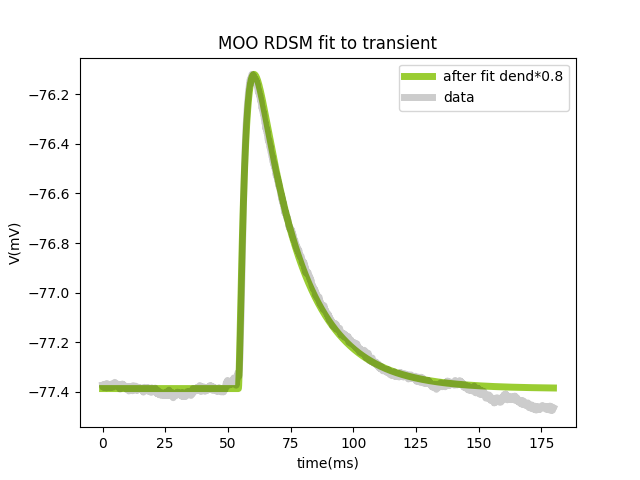 MOO RDSM fit to transient
after fit dend*0.8
data
V(mV)
−76.2
−76.4
−76.6
−76.8
−77.0
−77.2
−77.4
0 25 50 75 100 125 150 175
time(ms)